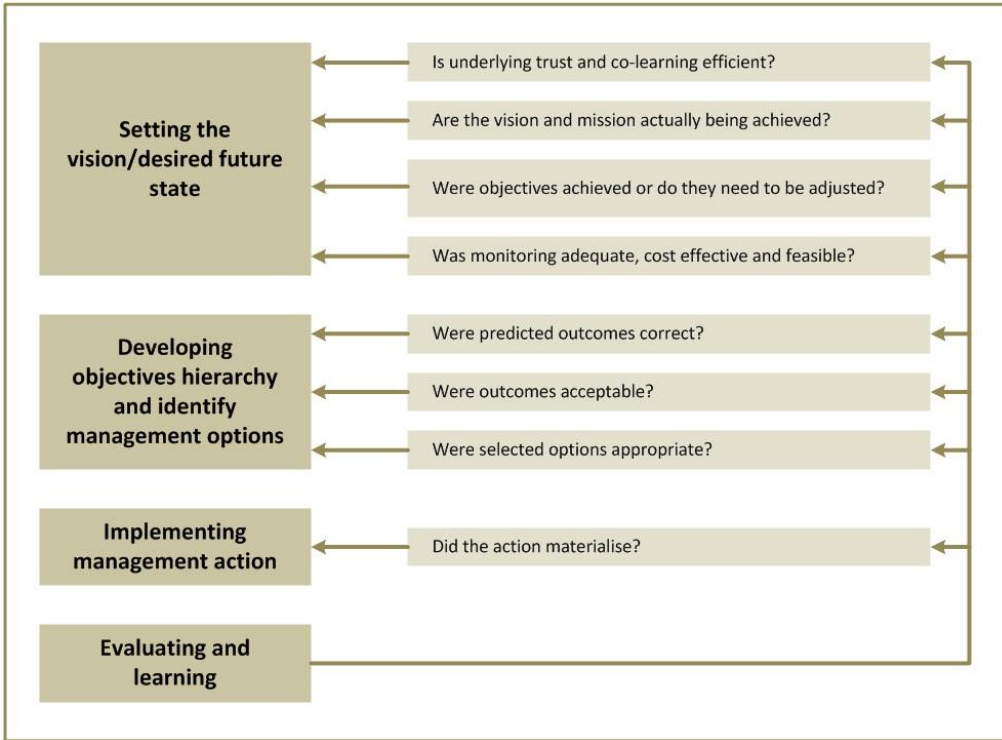 Setting the
vision/desired future
state
Is underlying trust and co-learning efficient?
Are the vision and mission actually being achieved?
Were objectives achieved or do they need to be adjusted?
Was monitoring adequate, cost effective and feasible?
Developing
objectives hierarchy
and identify
management options
Were predicted outcomes correct?
Were outcomes acceptable?
Were selected options appropriate?
Implementing
management action
Did the action materialise?
Evaluating and
learning